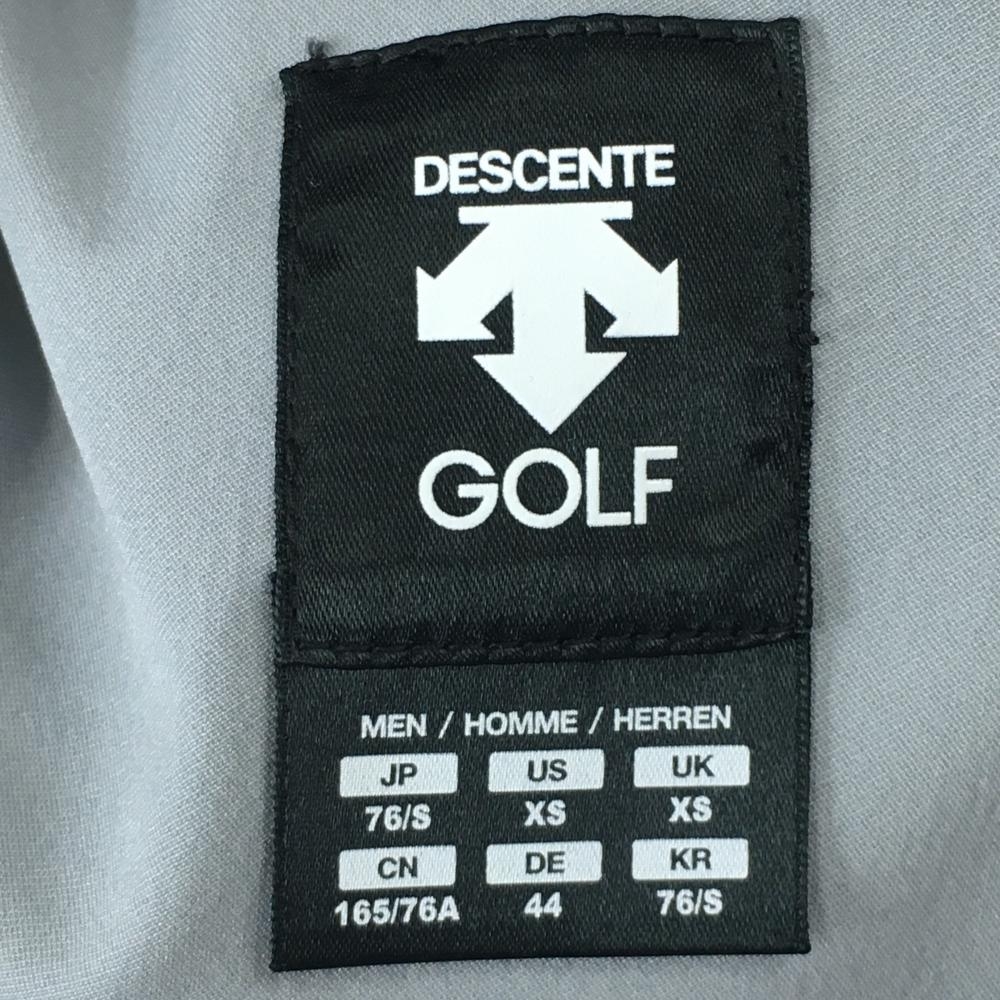 DESCENTE
GOLF
MEN / HOMME / HERREN
JP US UK
76/S XS XS
CN DE KR
165/76A 44 76/S